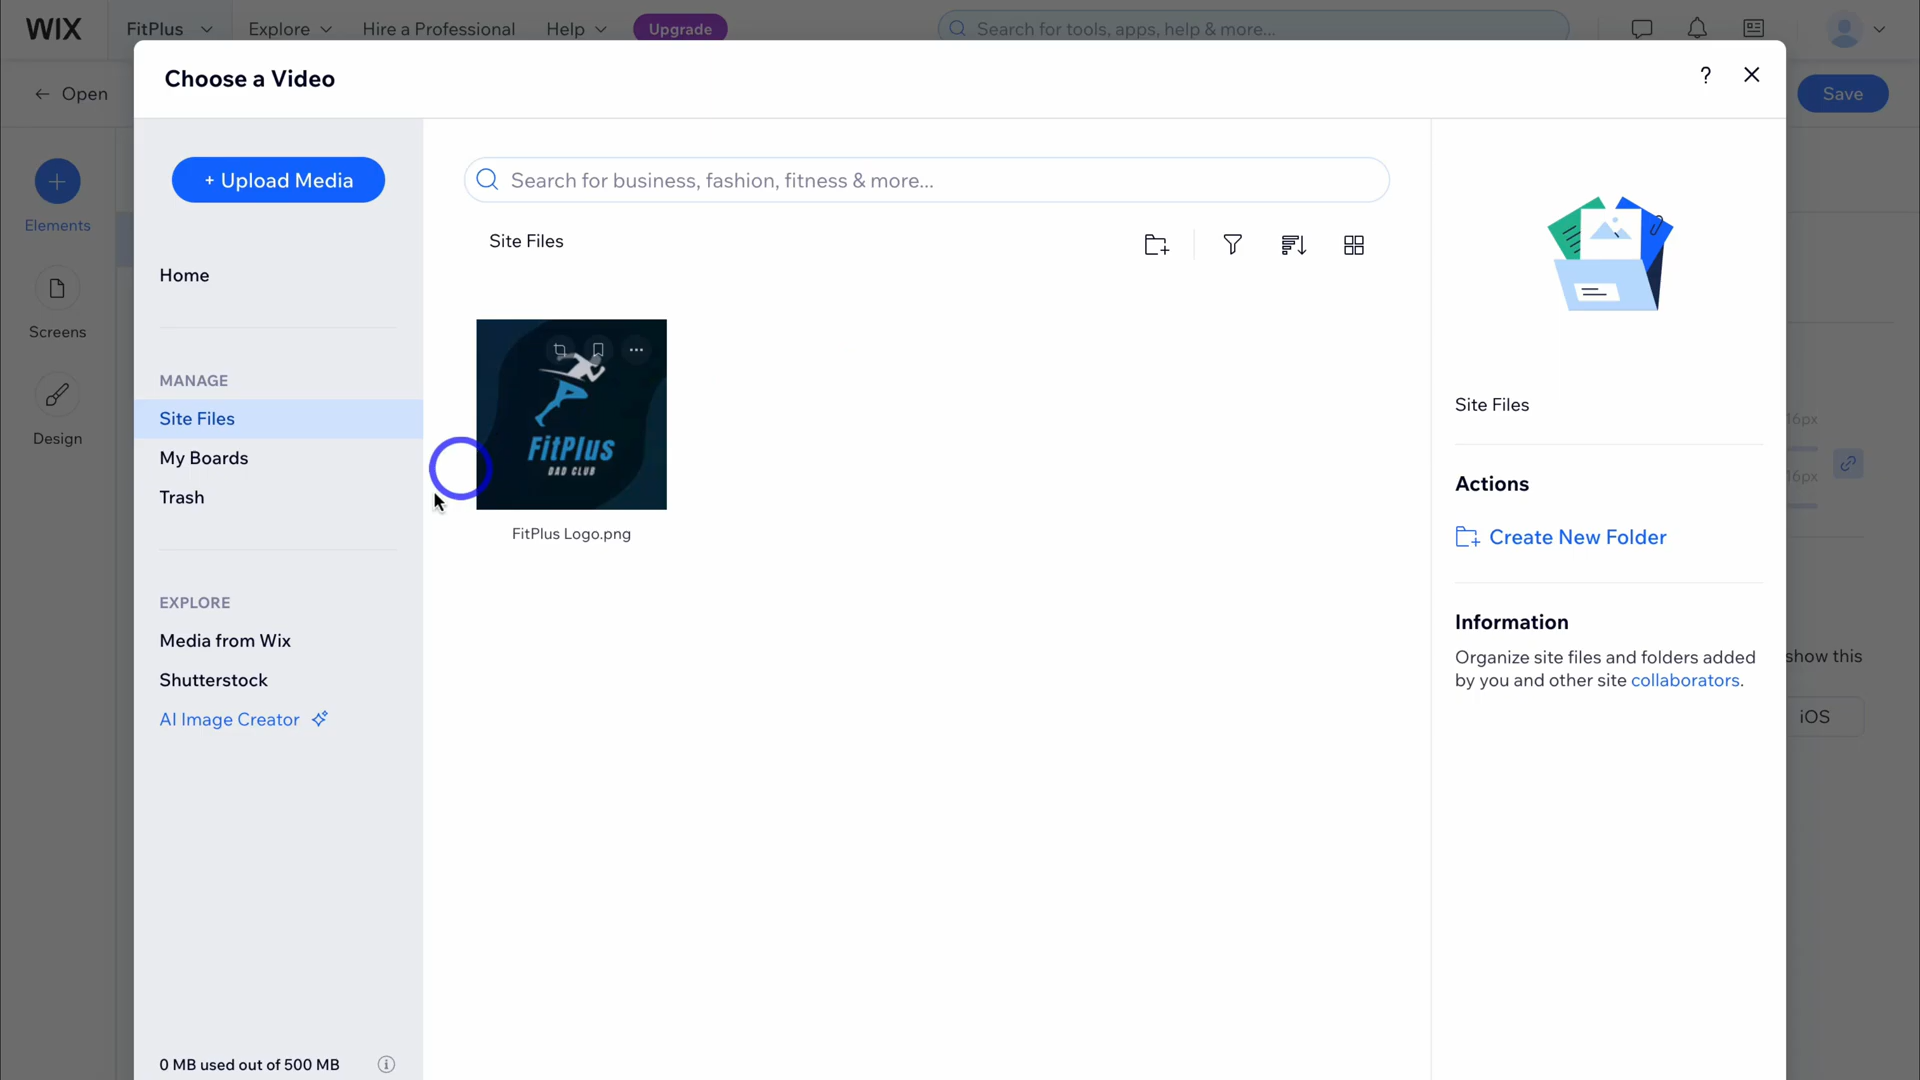 WIX
FitPlus
Explore
Hire a Professional
Help
Upgrade
Search for tools, apps, help & more...
Open
Save
Choose a Video
?
+ Upload Media
Search for business, fashion, fitness & more...
Elements
Site Files
Home
Screens
MANAGE
Site Files
My Boards
Trash
Design
FitPlus
DAD CLUB
FitPlus Logo.png
EXPLORE
Media from Wix
Shutterstock
AI Image Creator
0 MB used out of 500 MB
Site Files
Actions
Create New Folder
Information
Organize site files and folders added
by you and other site collaborators.
16px
16px
show this
iOS